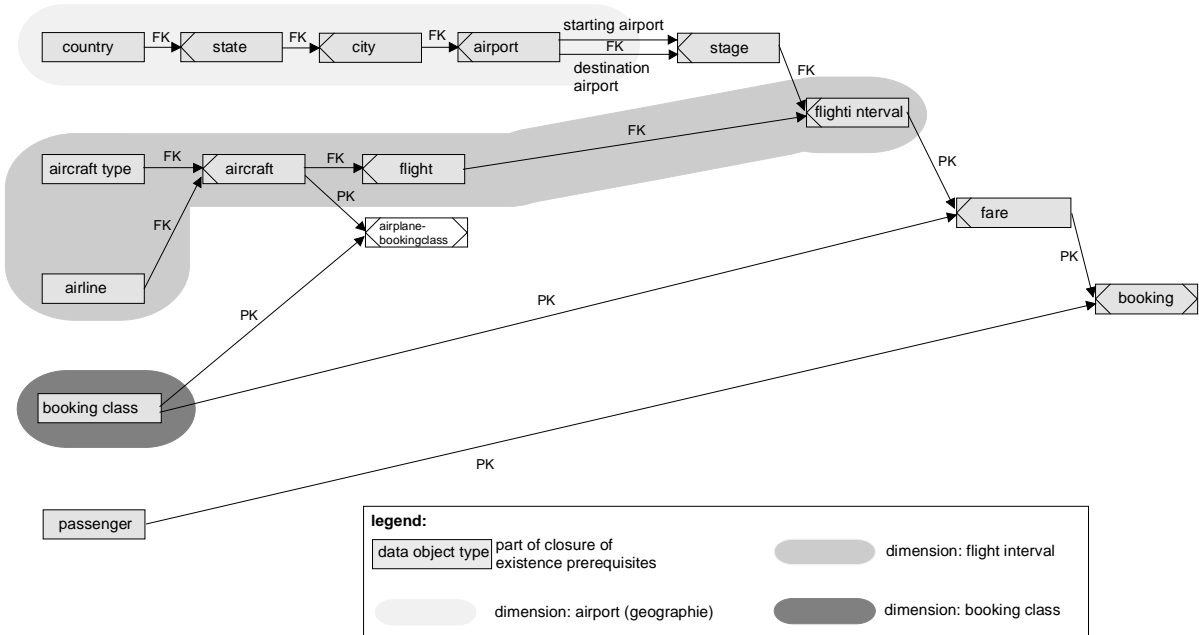 starting airport
country
FK
state
FK
city
FK
airport
FK
stage
destination
airport
FK
flighti nterval
FK
aircraft type
FK
aircraft
FK
flight
PK
PK
FK
airplane-
bookingclass
fare
airline
PK
PK
PK
booking
booking class
PK
passenger
legend:
data object type
part of closure of
existence prerequisites
dimension: flight interval
dimension: airport (geographie)
dimension: booking class